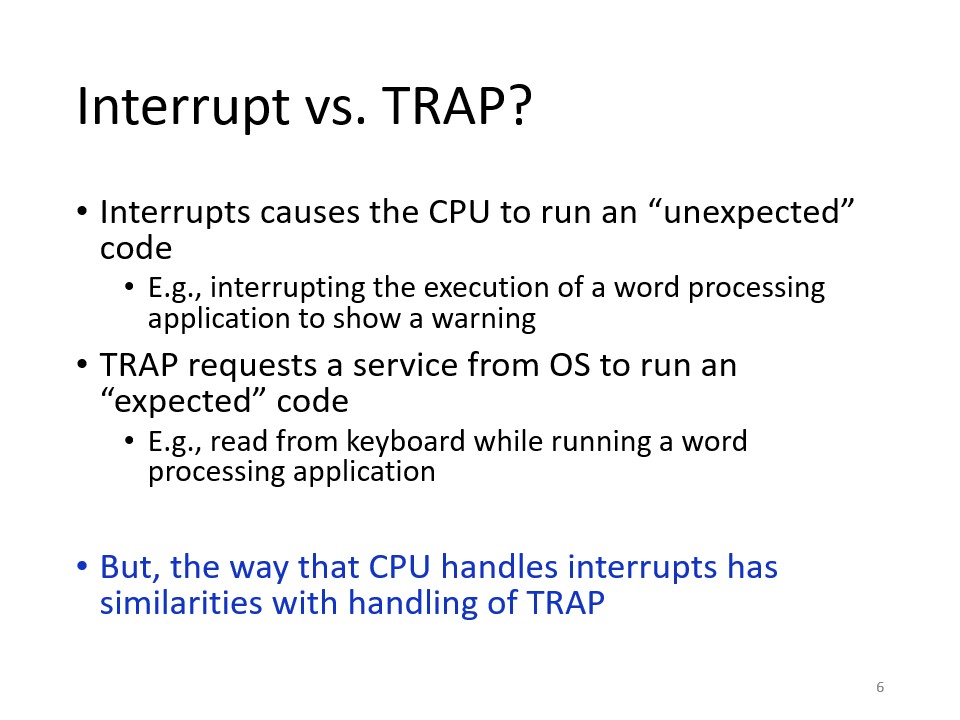 Interrupt vs. TRAP?
• Interrupts causes the CPU to run an “unexpected”
code
• E.g., interrupting the execution of a word processing
application to show a warning
• TRAP requests a service from OS to run an
“expected” code
• E.g., read from keyboard while running a word
processing application
• But, the way that CPU handles interrupts has
similarities with handling of TRAP
6